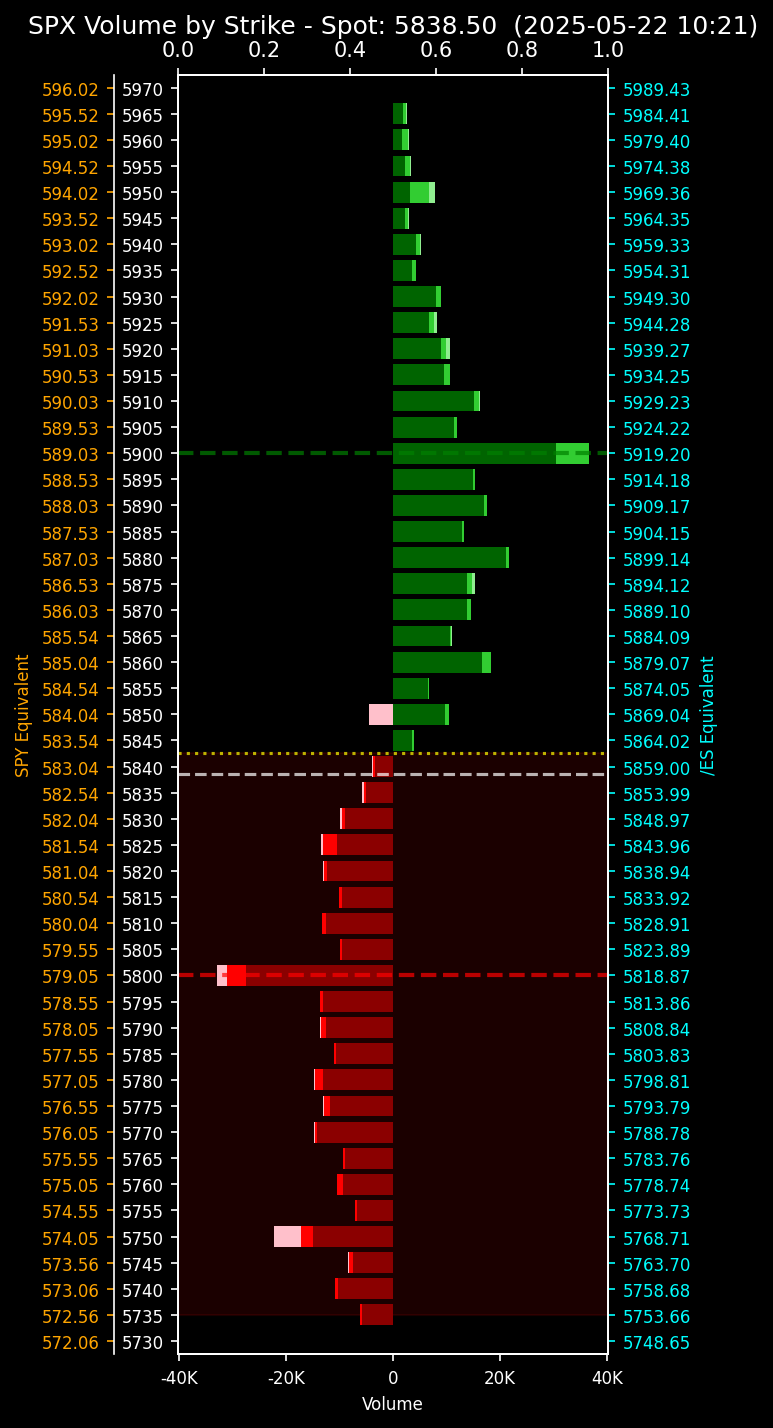 SPX Volume by Strike - Spot: 5838.50 (2025-05-22 10:21)
0.0 0.2 0.4 0.6 0.8 1.0
596.02 5970 5989.43
595.52 5965 5984.41
595.02 5960 5979.40
594.52 5955 5974.38
594.02 5950 5969.36
593.52 5945 5964.35
593.02 5940 5959.33
592.52 5935 5954.31
592.02 5930 5949.30
591.53 5925 5944.28
591.03 5920 5939.27
590.53 5915 5934.25
590.03 5910 5929.23
589.53 5905 5924.22
589.03 5900 5919.20
588.53 5895 5914.18
588.03 5890 5909.17
587.53 5885 5904.15
587.03 5880 5899.14
586.53 5875 5894.12
586.03 5870 5889.10
585.54 5865 5884.09
585.04 5860 5879.07
584.54 5855 5874.05
584.04 5850 5869.04
583.54 5845 5864.02
SPY Equivalent
/ES Equivalent
583.04 5840 5859.00
582.54 5835 5853.99
582.04 5830 5848.97
581.54 5825 5843.96
581.04 5820 5838.94
580.54 5815 5833.92
580.04 5810 5828.91
579.55 5805 5823.89
579.05 5800 5818.87
578.55 5795 5813.86
578.05 5790 5808.84
577.55 5785 5803.83
577.05 5780 5798.81
576.55 5775 5793.79
576.05 5770 5788.78
575.55 5765 5783.76
575.05 5760 5778.74
574.55 5755 5773.73
574.05 5750 5768.71
573.56 5745 5763.70
573.06 5740 5758.68
572.56 5735 5753.66
572.06 5730 5748.65
-40K -20K 0 20K 40K
Volume